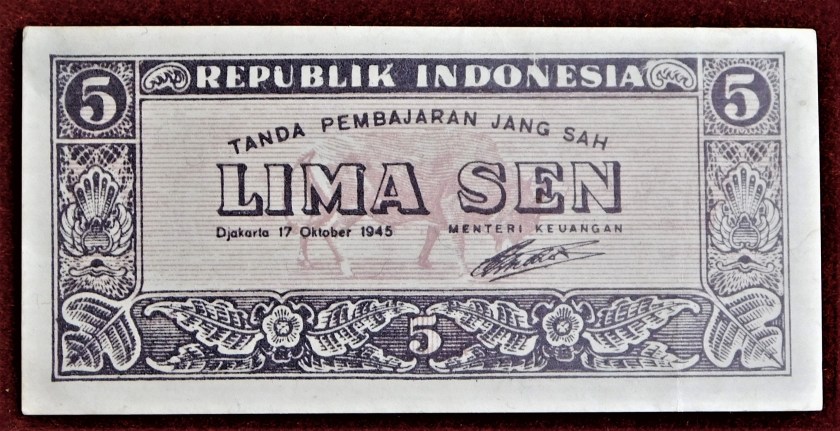 5 REPUBLIK INDONESIA 5
TANDA PEMBAJARAN JANG SAH
LIMA SEN
Djakarta 17 Oktober 1945 MENTERI KEUANGAN
5